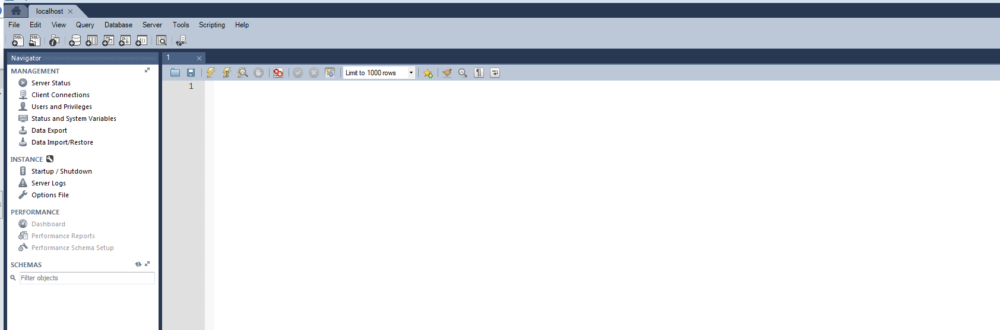 localhost
File Edit View Query Database Server Tools Scripting Help
SQL SQL
Navigator
1
MANAGEMENT
Server Status
Client Connections
Users and Privileges
Status and System Variables
Data Export
Data Import/Restore
INSTANCE
Startup / Shutdown
Server Logs
Options File
PERFORMANCE
Dashboard
Performance Reports
Performance Schema Setup
SCHEMAS
Filter objects
Limit to 1000 rows
1